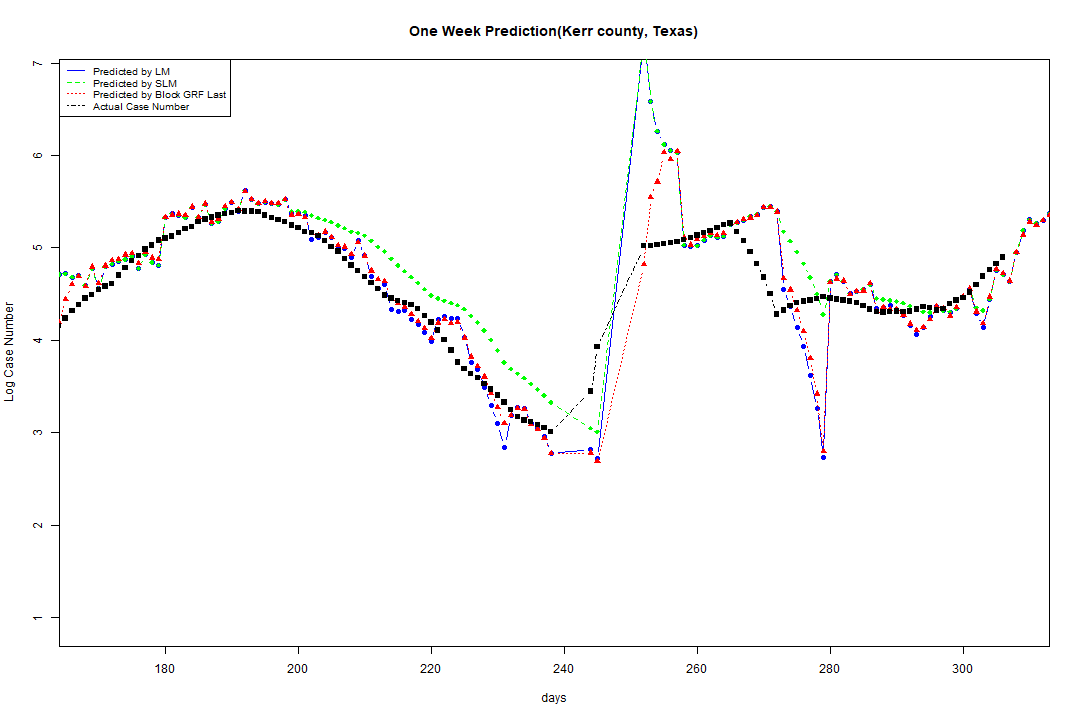 One Week Prediction(Kerr county, Texas)
Predicted by LM
Predicted by SLM
Predicted by Block GRF Last
Actual Case Number
Log Case Number
7
6
5
4
3
2
1
180 200 220 240 260 280 300
days